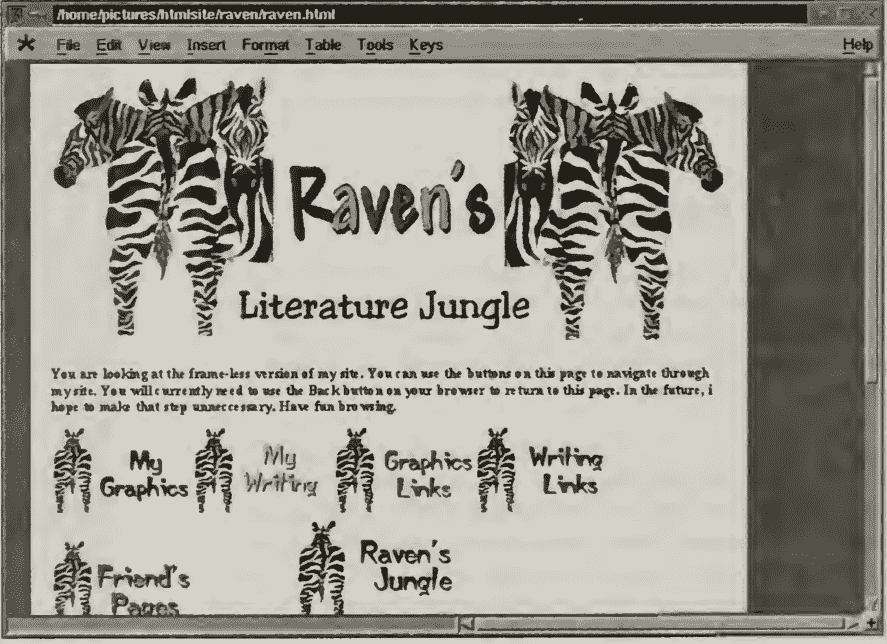 /home/pictures/htmlsite/raven/raven.html
File Edit View Insert Format Table Tools Keys Help
Raven's
Literature Jungle
You are looking at the frame-less version of my site. You can use the buttons on this page to navigate through
my site. You will currently need to use the Back button on your browser to return to this page. In the future, i
hope to make that step unneccessary. Have fun browsing.
My
Graphics
My
Writing
Graphics
Links
Writing
Links
Friend's
Pages
Raven's
Jungle